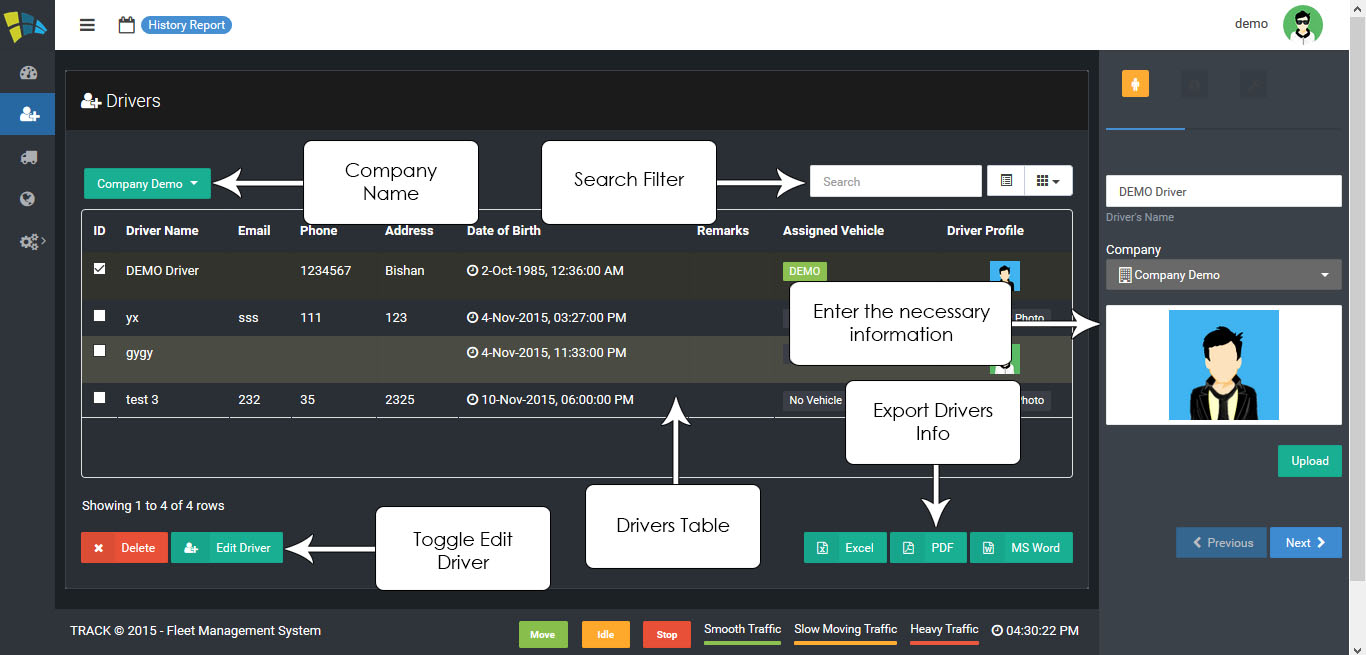 History Report
demo
Drivers
Company Demo
Company
Name
Search Filter
Search
ID Driver Name Email Phone Address Date of Birth Remarks Assigned Vehicle Driver Profile
DEMO Driver 1234567 Bishan 2-Oct-1985, 12:36:00 AM DEMO
yx sss 111 123 4-Nov-2015, 03:27:00 PM Photo
gygy 4-Nov-2015, 11:33:00 PM
test 3 232 35 2325 10-Nov-2015, 06:00:00 PM No Vehicle
Enter the necessary
information
Export Drivers
Info
Drivers Table
Toggle Edit
Driver
Showing 1 to 4 of 4 rows
Delete Edit Driver
Excel PDF MS Word
DEMO Driver
Driver's Name
Company
Company Demo
Upload
Previous Next
TRACK © 2015 - Fleet Management System
Move Idle Stop Smooth Traffic Slow Moving Traffic Heavy Traffic 04:30:22 PM